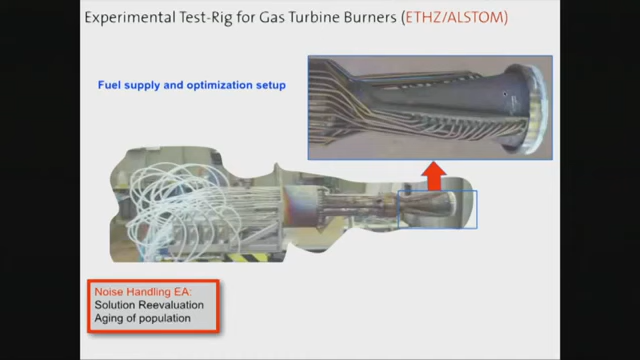 Experimental Test-Rig for Gas Turbine Burners (ETHZ/ALSTOM)
Fuel supply and optimization setup
Noise Handling EA:
Solution Reevaluation
Aging of population